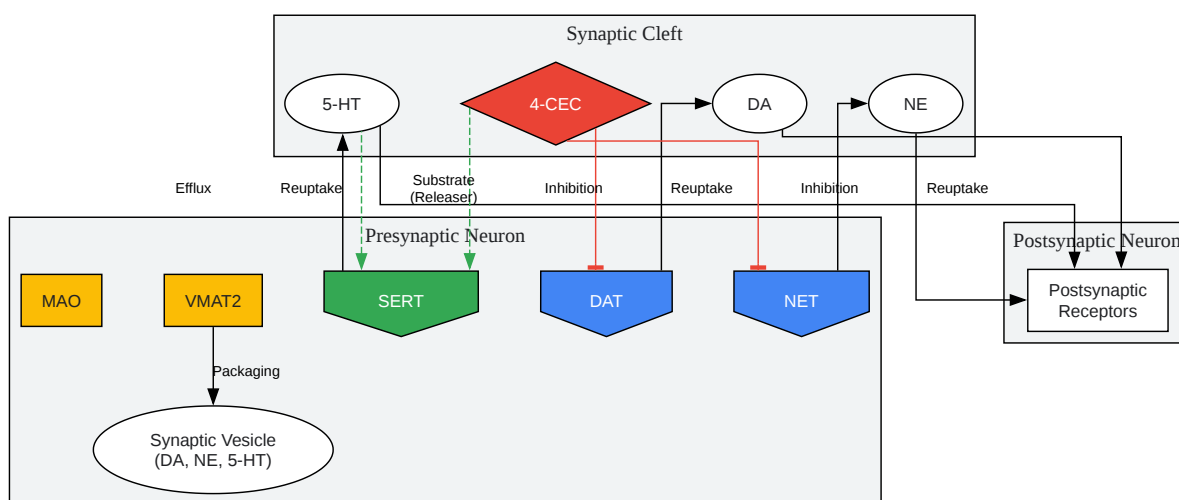 Synaptic Cleft
5-HT
4-CEC
DA
NE
Efflux
Reuptake
Substrate
(Releaser)
Inhibition
Reuptake
Inhibition
Reuptake
Presynaptic Neuron
Postsynaptic Neuron
MAO
VMAT2
SERT
DAT
NET
Postsynaptic
Receptors
Packaging
Synaptic Vesicle
(DA, NE, 5-HT)